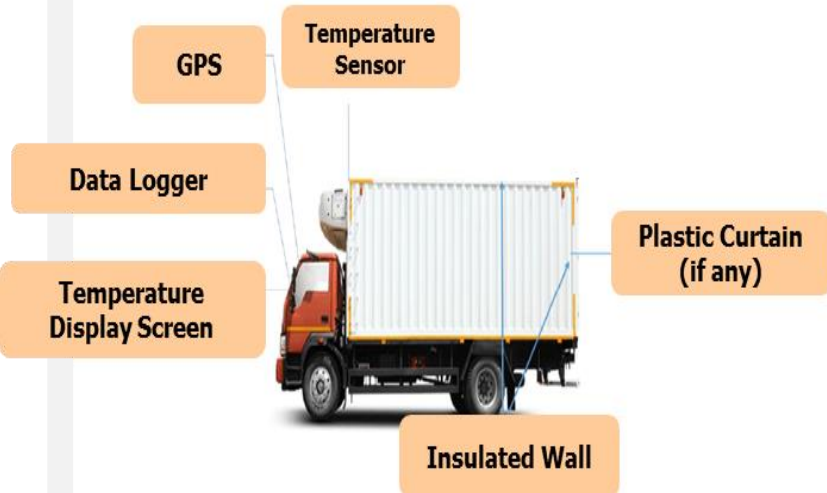 Temperature
Sensor
GPS
Data Logger
Plastic Curtain
(if any)
Temperature
Display Screen
Insulated Wall